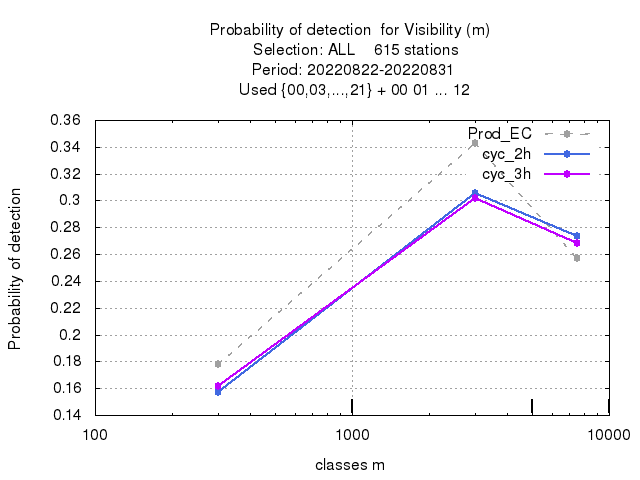 Probability of detection  for Visibility (m)
Selection: ALL    615 stations
Period: 20220822-20220831
Used {00,03,...,21} + 00 01 ... 12
Prod_EC
cyc_2h
cyc_3h
Probability of detection
0.36
0.34
0.32
0.3
0.28
0.26
0.24
0.22
0.2
0.18
0.16
0.14
100
1000
10000
classes m